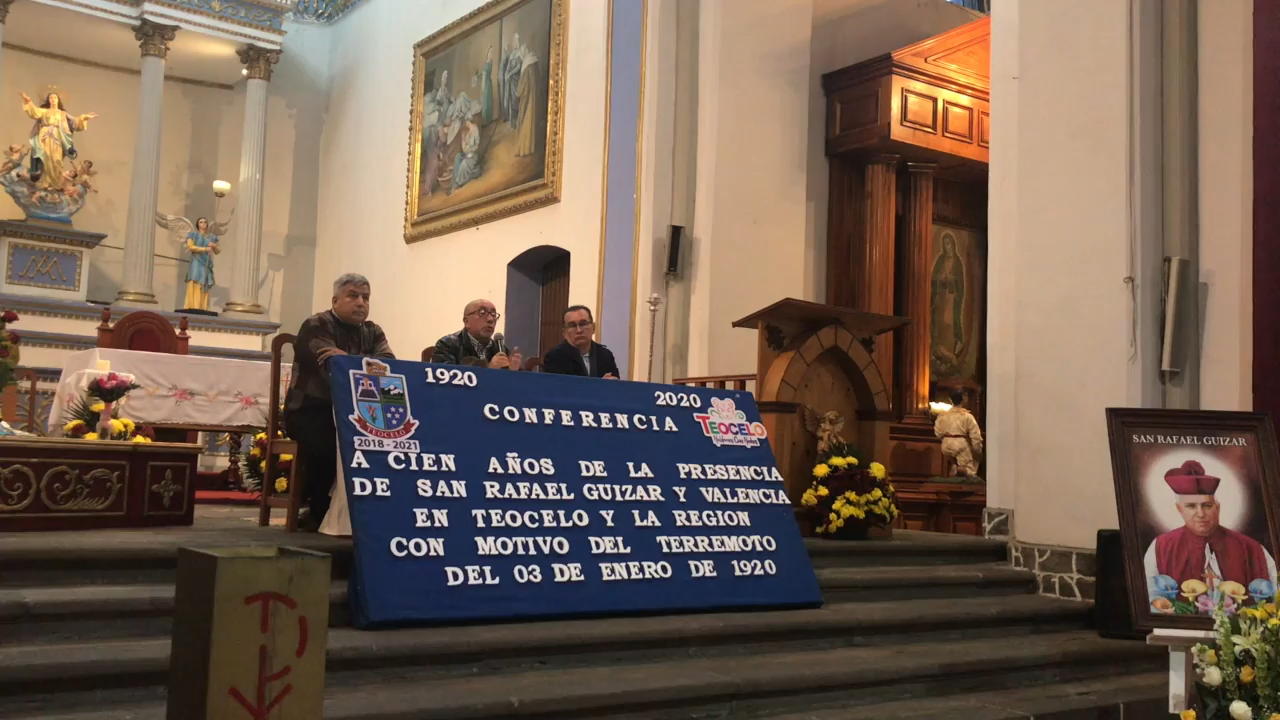 1920
2020
CONFERENCIA
TEOCELO
TEOCELO
2018 - 2021
A CIEN AÑOS DE LA PRESENCIA
DE SAN RAFAEL GUIZAR Y VALENCIA
EN TEOCELO Y LA REGION
CON MOTIVO DEL TERREMOTO
DEL 03 DE ENERO DE 1920
SAN RAFAEL GUIZAR